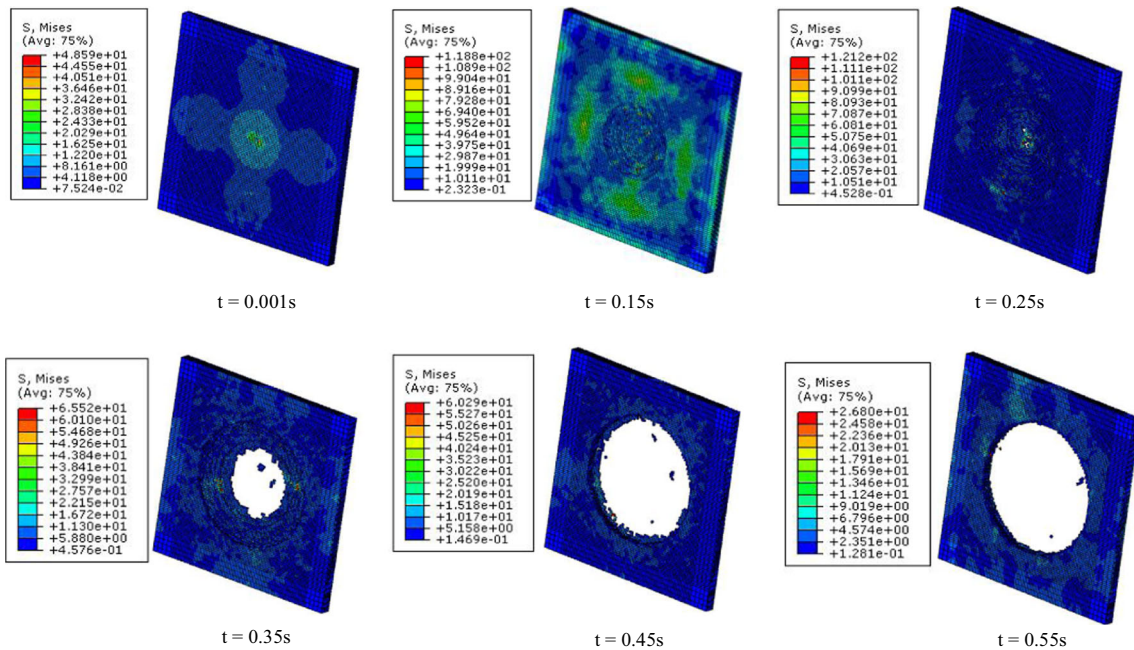 S, Mises
(Avg: 75%)
+4.859e+01
+4.455e+01
+4.051e+01
+3.646e+01
+3.242e+01
+2.838e+01
+2.433e+01
+2.029e+01
+1.625e+01
+1.220e+01
+8.161e+00
+4.118e+00
+7.524e-02
t = 0.001s
S, Mises
(Avg: 75%)
+1.188e+02
+1.089e+02
+9.904e+01
+8.916e+01
+7.928e+01
+6.940e+01
+5.952e+01
+4.964e+01
+3.975e+01
+2.987e+01
+1.999e+01
+1.011e+01
+2.323e-01
t = 0.15s
S, Mises
(Avg: 75%)
+1.212e+02
+1.111e+02
+1.011e+02
+9.099e+01
+8.093e+01
+7.087e+01
+6.081e+01
+5.075e+01
+4.069e+01
+3.063e+01
+2.057e+01
+1.051e+01
+4.528e-01
t = 0.25s
S, Mises
(Avg: 75%)
+6.552e+01
+6.010e+01
+5.468e+01
+4.926e+01
+4.384e+01
+3.841e+01
+3.299e+01
+2.757e+01
+2.215e+01
+1.672e+01
+1.130e+01
+5.880e+00
+4.576e-01
t = 0.35s
S, Mises
(Avg: 75%)
+6.029e+01
+5.527e+01
+5.026e+01
+4.525e+01
+4.024e+01
+3.523e+01
+3.022e+01
+2.520e+01
+2.019e+01
+1.518e+01
+1.017e+01
+5.158e+00
+1.469e-01
t = 0.45s
S, Mises
(Avg: 75%)
+2.680e+01
+2.458e+01
+2.236e+01
+2.013e+01
+1.791e+01
+1.569e+01
+1.346e+01
+1.124e+01
+9.019e+00
+6.796e+00
+4.574e+00
+2.351e+00
+1.281e-01
t = 0.55s